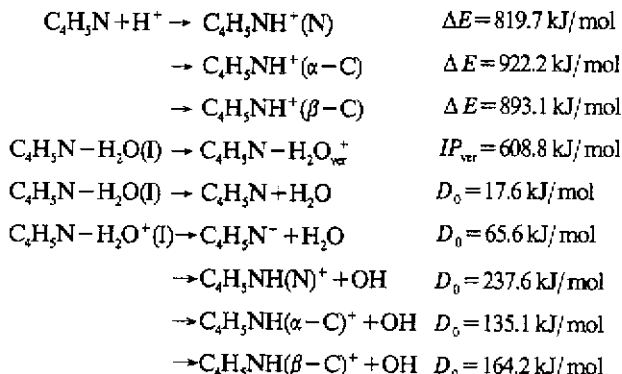 C₄H₅N+H⁺ → C₄H₅NH⁺(N) ΔE=819.7 kJ/mol
→ C₄H₅NH⁺(α−C) ΔE=922.2 kJ/mol
→ C₄H₅NH⁺(β−C) ΔE=893.1 kJ/mol
C₄H₅N−H₂O(I) → C₄H₅N−H₂O_ver⁺ IP_ver=608.8 kJ/mol
C₄H₅N−H₂O(I) → C₄H₅N+H₂O D₀=17.6 kJ/mol
C₄H₅N−H₂O⁺(I)→C₄H₅N⁻+H₂O D₀=65.6 kJ/mol
→C₄H₅NH(N)⁺+OH D₀=237.6 kJ/mol
→C₄H₅NH(α−C)⁺+OH D₀=135.1 kJ/mol
→C₄H₅NH(β−C)⁺+OH D₀=164.2 kJ/mol